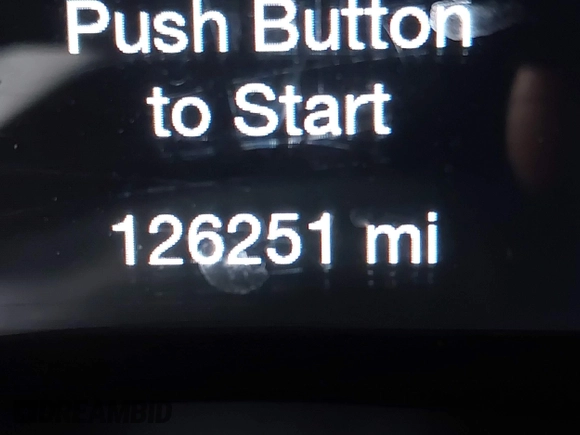 Push Button
to Start
126251 mi